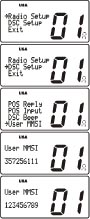 USA
♦Radio Setup
DSC Setup
Exit
01
USA
Radio Setup
♦DSC Setup
Exit
01
USA
POS Reply
POS Input
DSC Beep
♦User MMSI
01
USA
User MMSI
357256111
01
USA
User MMSI
123456789
01